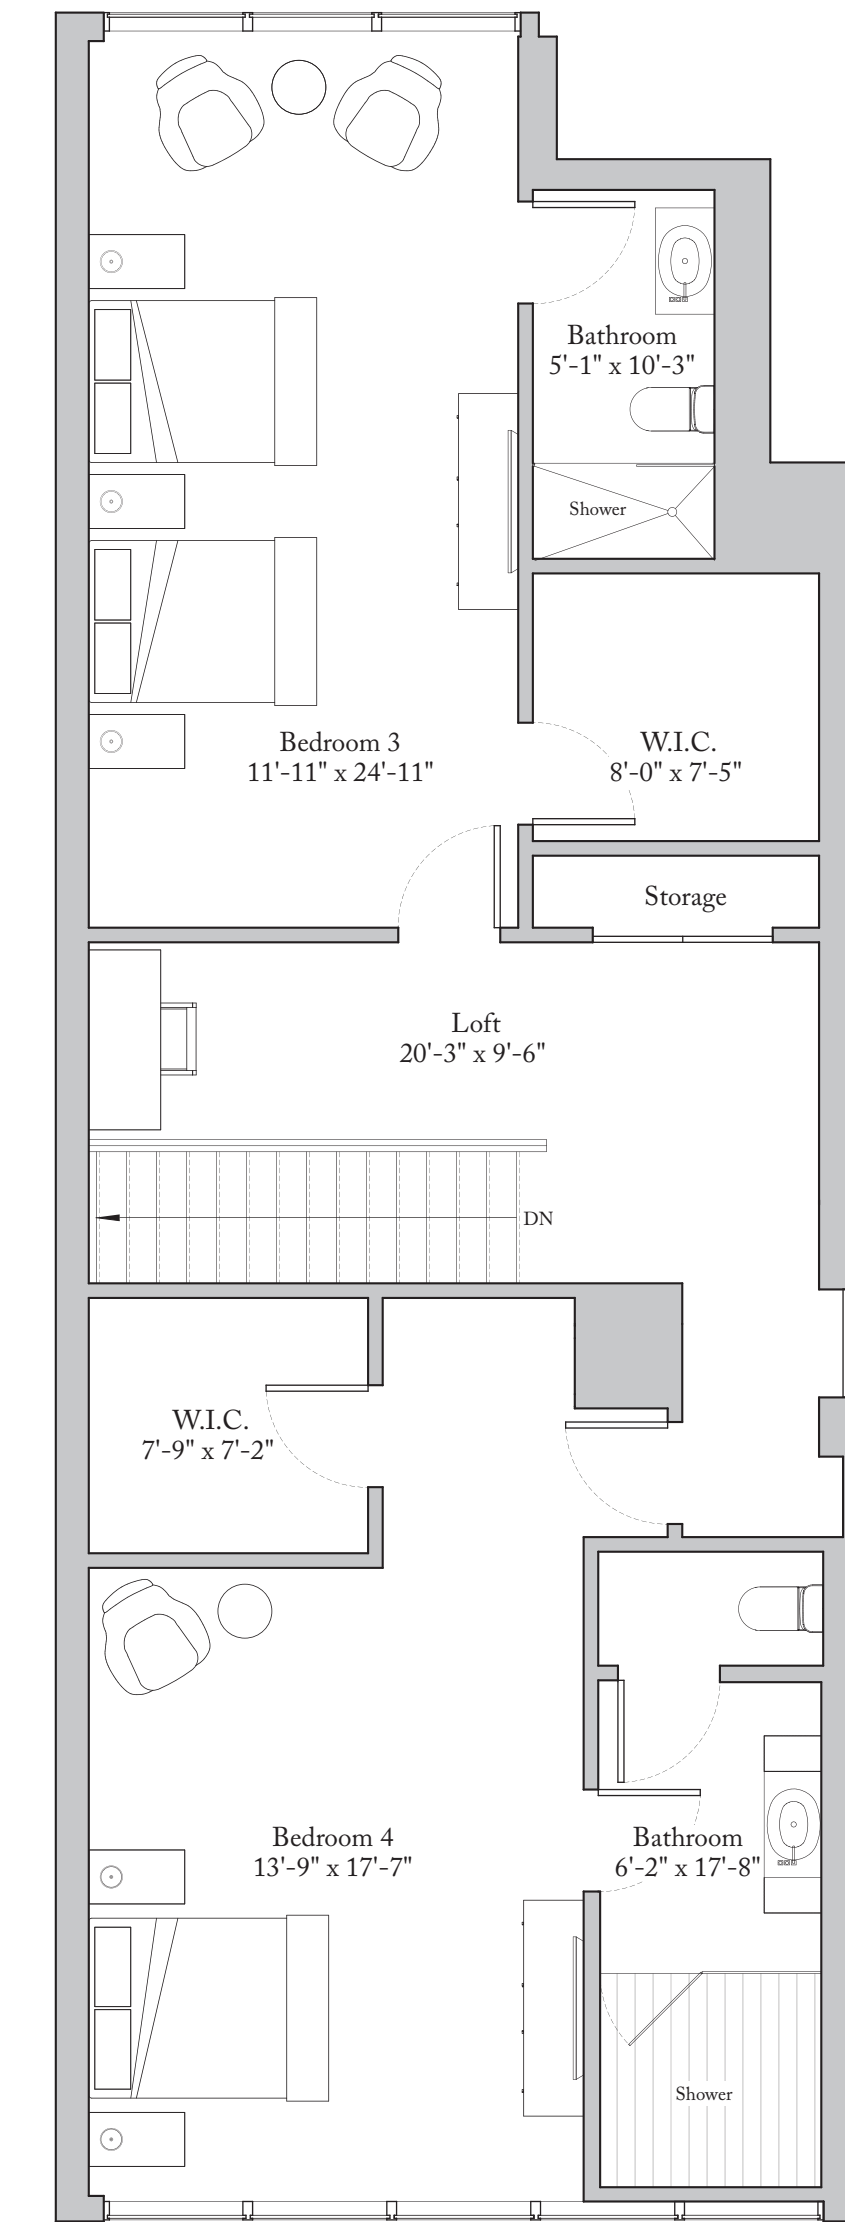 Bathroom
5'-1" x 10'-3"
Shower
Bedroom 3
11'-11" x 24'-11"
W.I.C.
8'-0" x 7'-5"
Storage
Loft
20'-3" x 9'-6"
DN
W.I.C.
7'-9" x 7'-2"
Bedroom 4
13'-9" x 17'-7"
Bathroom
6'-2" x 17'-8"
Shower